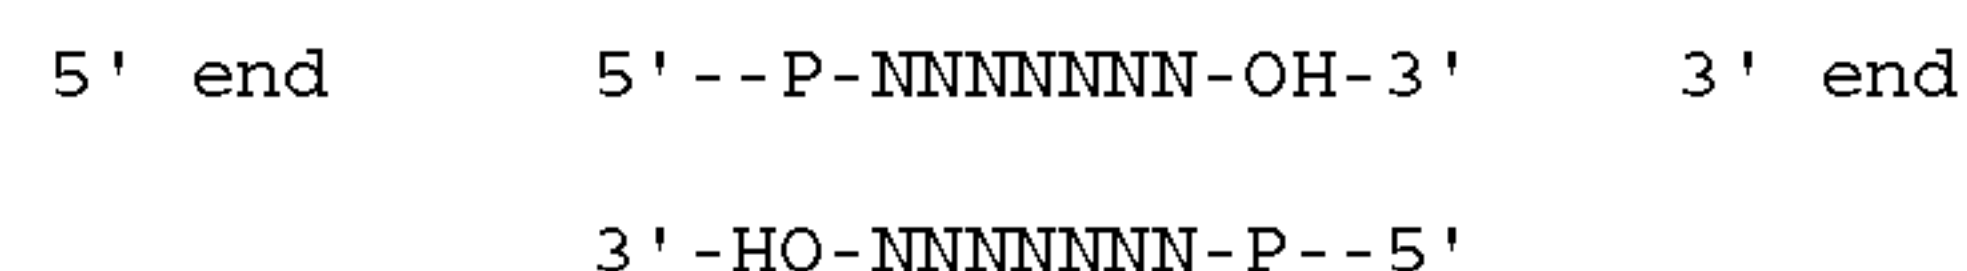 5' end 5'--P-NNNNNNN-OH-3' 3' end
3'-HO-NNNNNNN-P--5'